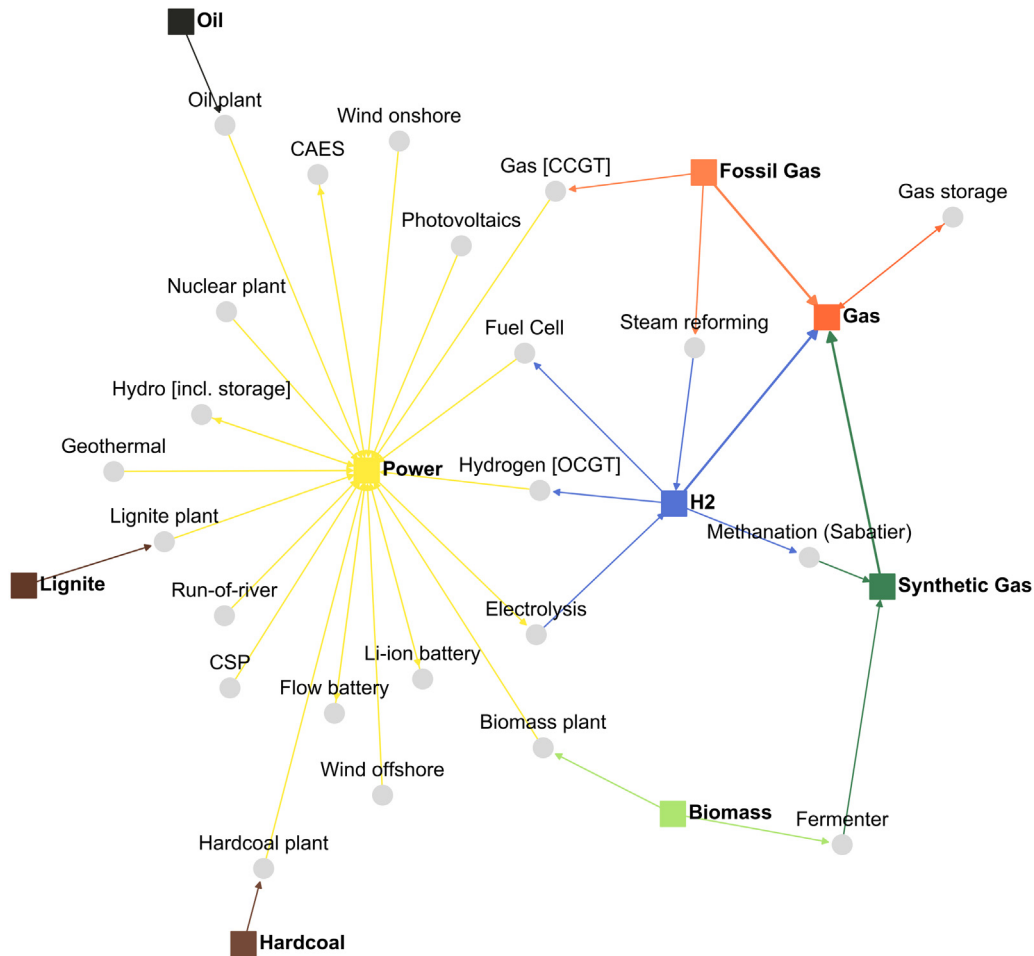 Oil
Oil plant
Wind onshore
CAES
Gas [CCGT]
Fossil Gas
Gas storage
Photovoltaics
Nuclear plant
Fuel Cell
Steam reforming
Gas
Hydro [incl. storage]
Geothermal
Power
Hydrogen [OCGT]
H2
Lignite plant
Methanation (Sabatier)
Lignite
Run-of-river
Electrolysis
Synthetic Gas
CSP
Li-ion battery
Flow battery
Biomass plant
Wind offshore
Biomass
Fermenter
Hardcoal plant
Hardcoal